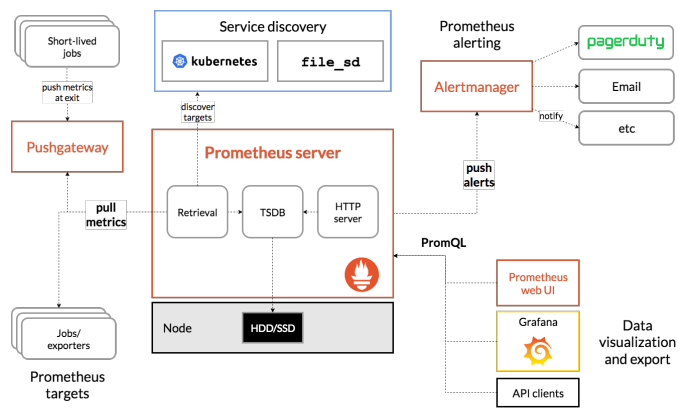 Short-lived
jobs
push metrics
at exit
Pushgateway
pull
metrics
Jobs/
exporters
Prometheus
targets
Service discovery
kubernetes
file_sd
discover
targets
Prometheus server
Retrieval
TSDB
HTTP
server
Node
HDD/SSD
Prometheus
alerting
Alertmanager
pagerduty
Email
notify
etc
push
alerts
PromQL
Prometheus
web UI
Grafana
API clients
Data
visualization
and export